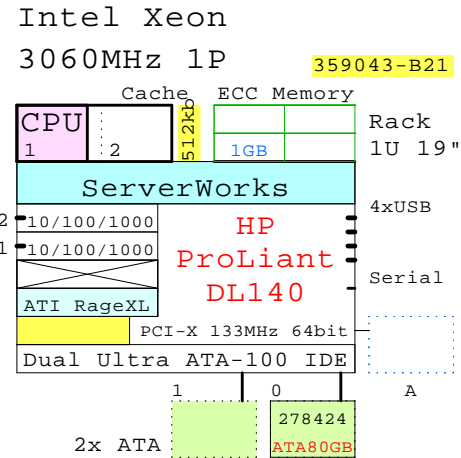 Intel Xeon
3060MHz 1P
359043-B21
Cache ECC Memory
CPU
512kb
Rack
1 2 1GB 1U 19"
ServerWorks
4xUSB
2 10/100/1000 HP
1 10/100/1000 ProLiant
Serial
DL140
ATI RageXL
PCI-X 133MHz 64bit
Dual Ultra ATA-100 IDE
1 0 A
278424
2x ATA ATA80GB